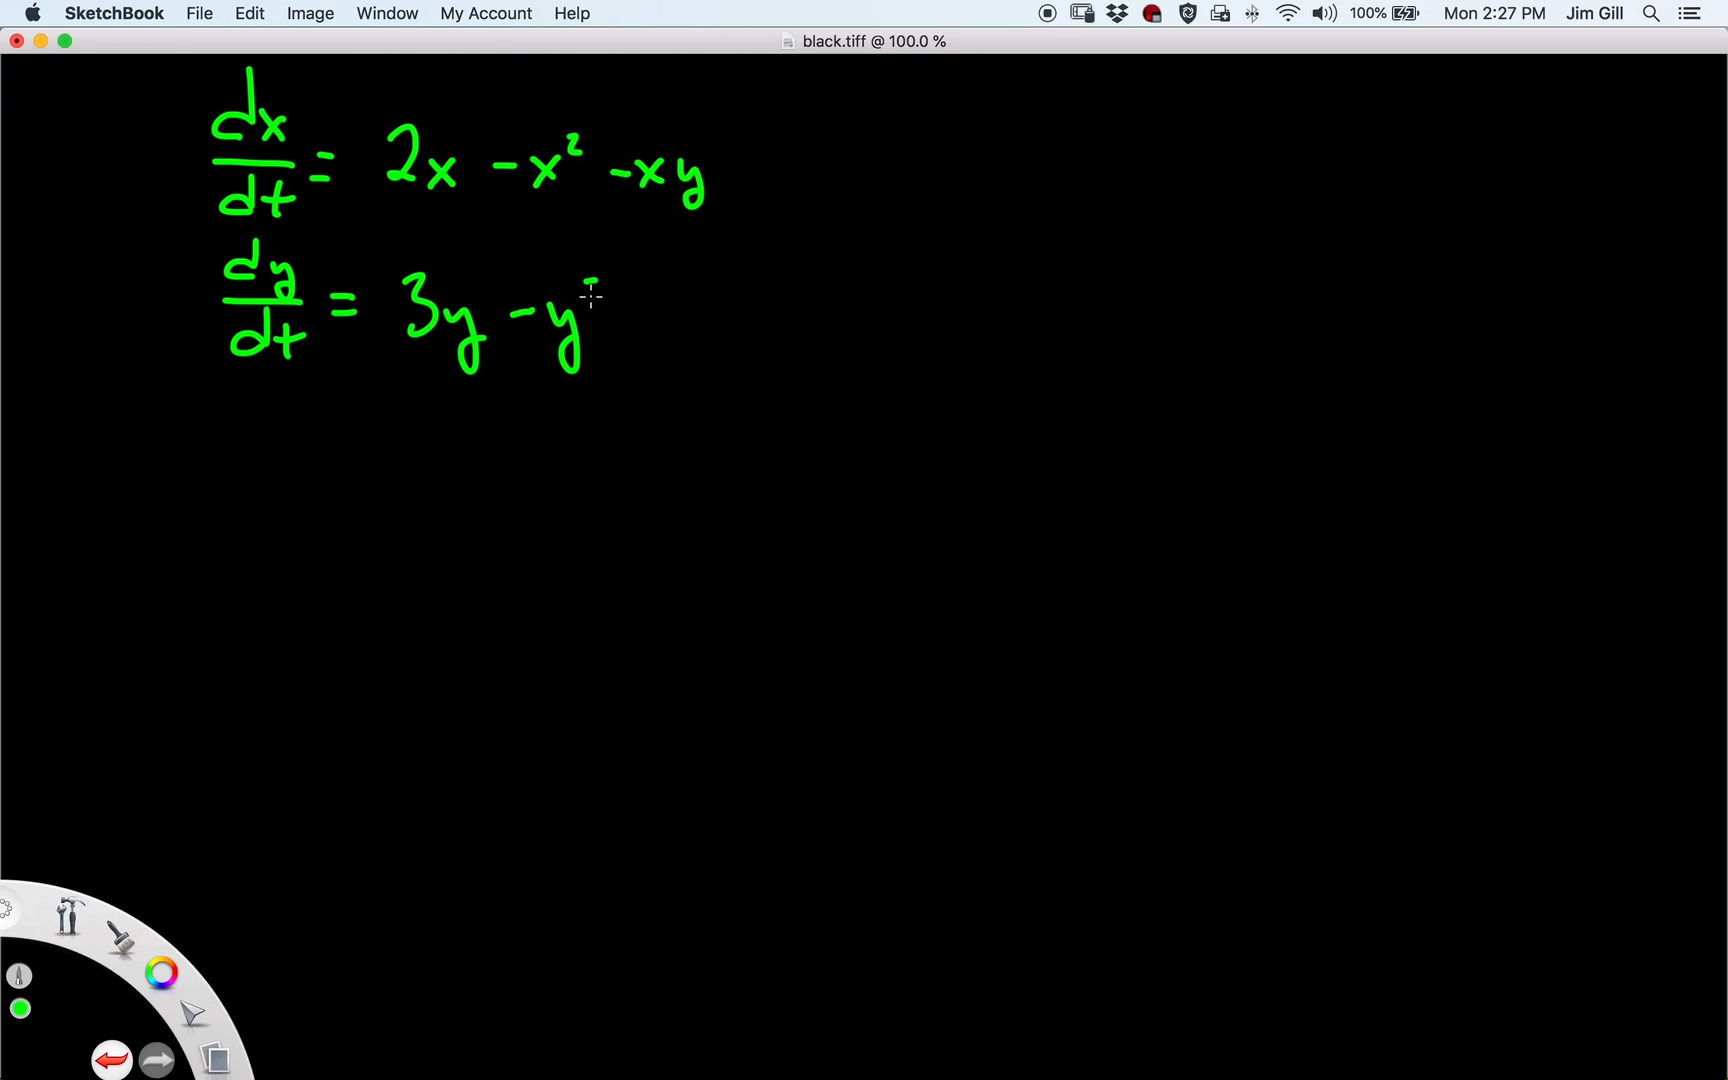 SketchBook File Edit Image Window My Account Help 100% Mon 2:27 PM Jim Gill
black.tiff @ 100.0 %
dx/dt = 2x - x² - xy
dy/dt = 3y - y